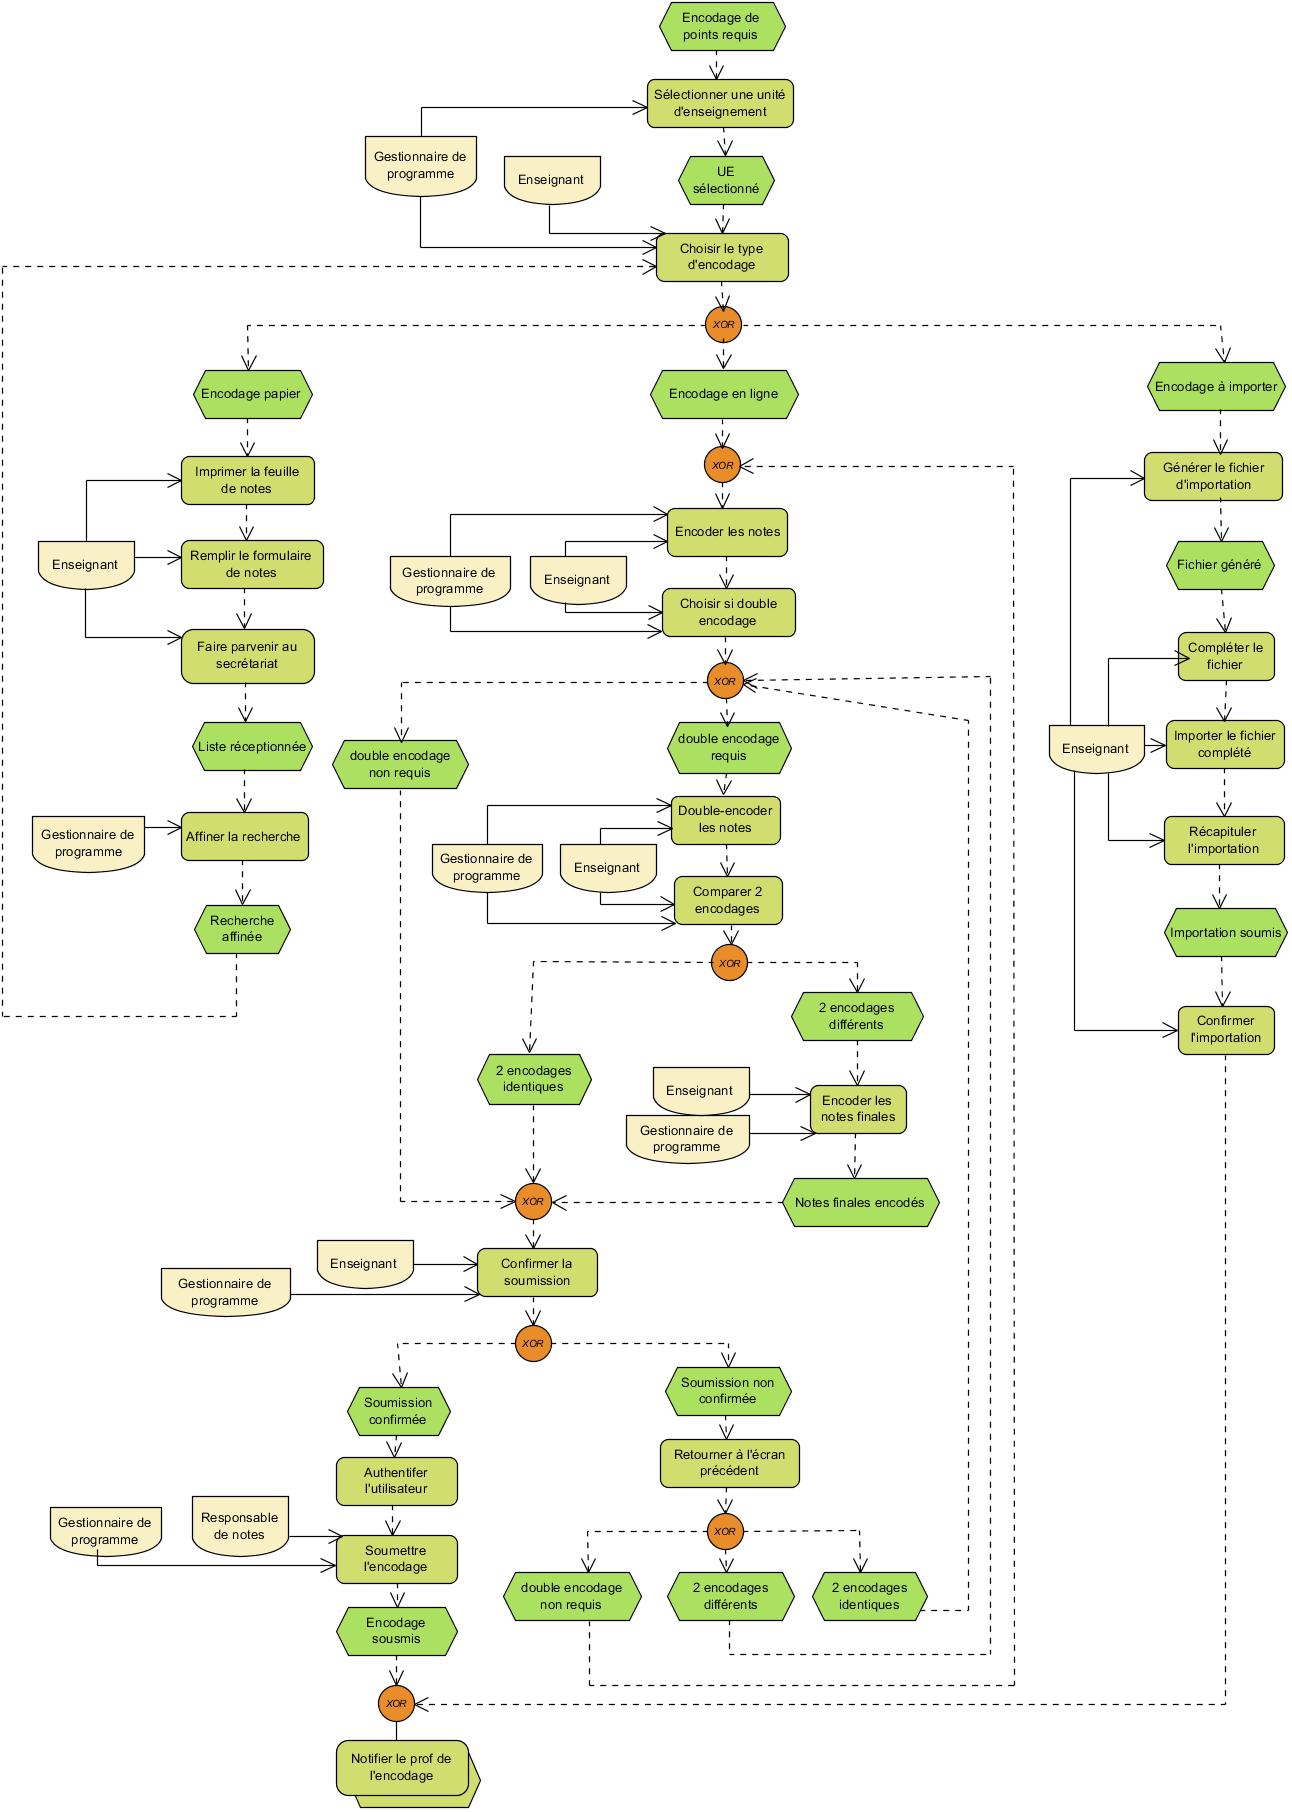 Encodage de
points requis
Sélectionner une unité
d'enseignement
Gestionnaire de
programme
Enseignant
UE
sélectionné
Choisir le type
d'encodage
XOR
Encodage papier
Encodage en ligne
Encodage à importer
Imprimer la feuille
de notes
XOR
Générer le fichier
d'importation
Enseignant
Remplir le formulaire
de notes
Gestionnaire de
programme
Enseignant
Encoder les notes
Fichier généré
Choisir si double
encodage
Faire parvenir au
secrétariat
Compléter le
fichier
XOR
Liste réceptionnée
double encodage
non requis
double encodage
requis
Enseignant
Importer le fichier
complété
Gestionnaire de
programme
Affiner la recherche
Double-encoder
les notes
Récapituler
l'importation
Gestionnaire de
programme
Enseignant
Comparer 2
encodages
Recherche
affinée
Importation soumis
XOR
2 encodages
différents
Confirmer
l'importation
2 encodages
identiques
Enseignant
Gestionnaire de
programme
Encoder les
notes finales
XOR
Notes finales encodés
Enseignant
Gestionnaire de
programme
Confirmer la
soumission
XOR
Soumission
confirmée
Soumission non
confirmée
Authentifer
l'utilisateur
Retourner à l'écran
précédent
Gestionnaire de
programme
Responsable
de notes
Soumettre
l'encodage
XOR
Encodage
sousmis
double encodage
non requis
2 encodages
différents
2 encodages
identiques
XOR
Notifier le prof de
l'encodage